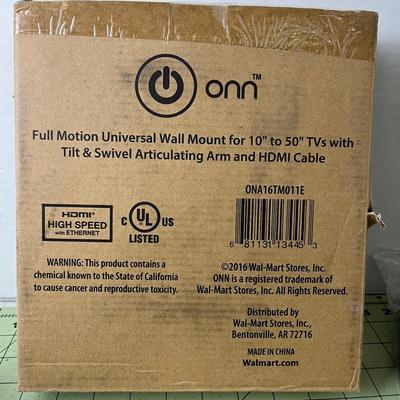 onn™
Full Motion Universal Wall Mount for 10" to 50" TVs with
Tilt & Swivel Articulating Arm and HDMI Cable
ONA16TM011E
HDMI®
HIGH SPEED
with ETHERNET
C UL US
LISTED
6 81131 13445 3
WARNING: This product contains a
chemical known to the State of California
to cause cancer and reproductive toxicity.
©2016 Wal-Mart Stores, Inc.
ONN is a registered trademark of
Wal-Mart Stores, Inc. All Rights Reserved.
Distributed by
Wal-Mart Stores, Inc.,
Bentonville, AR 72716
MADE IN CHINA
Walmart.com